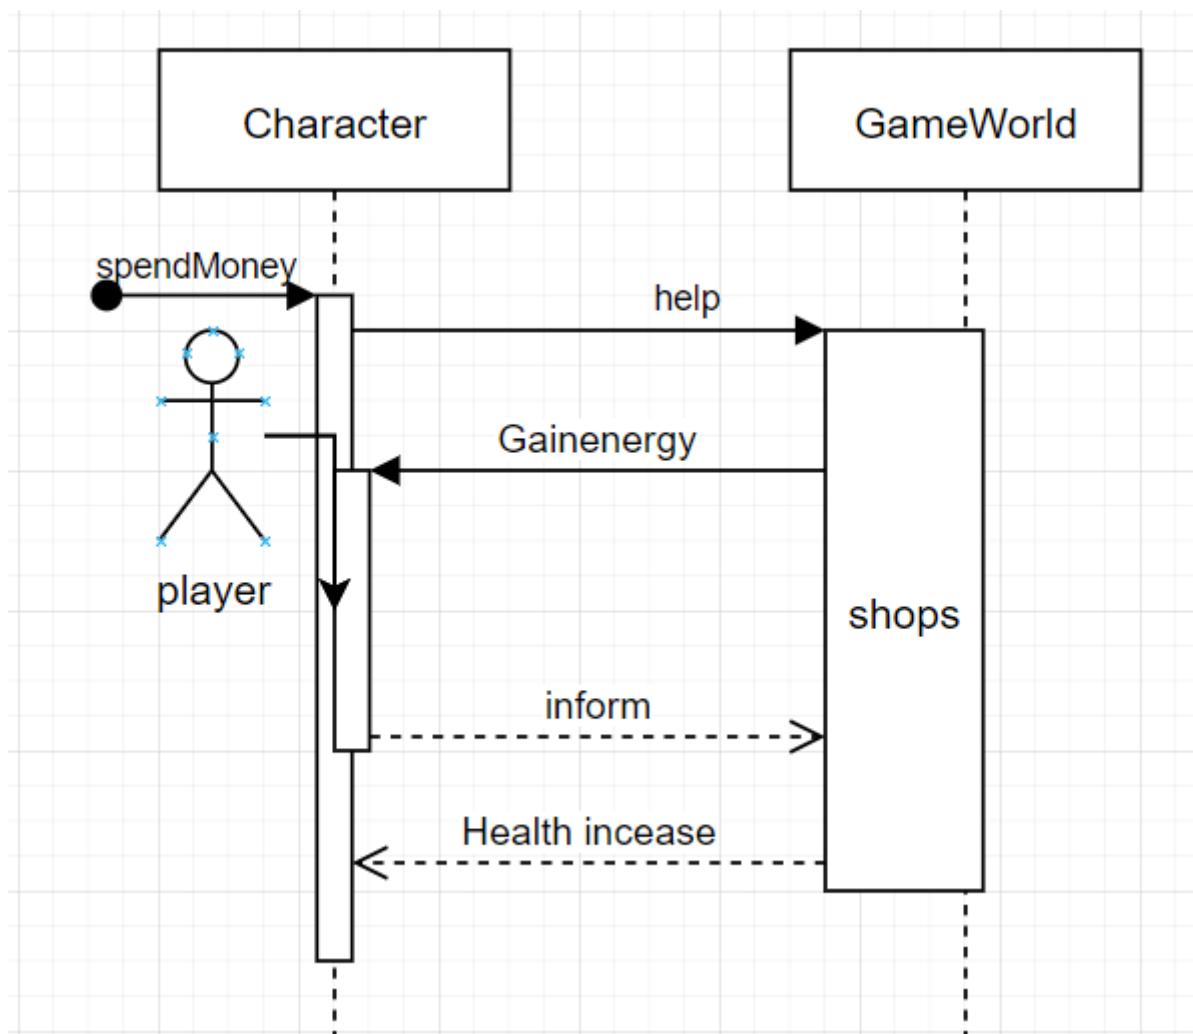 Character
GameWorld
spendMoney
help
Gainenergy
player
shops
inform
Health incease